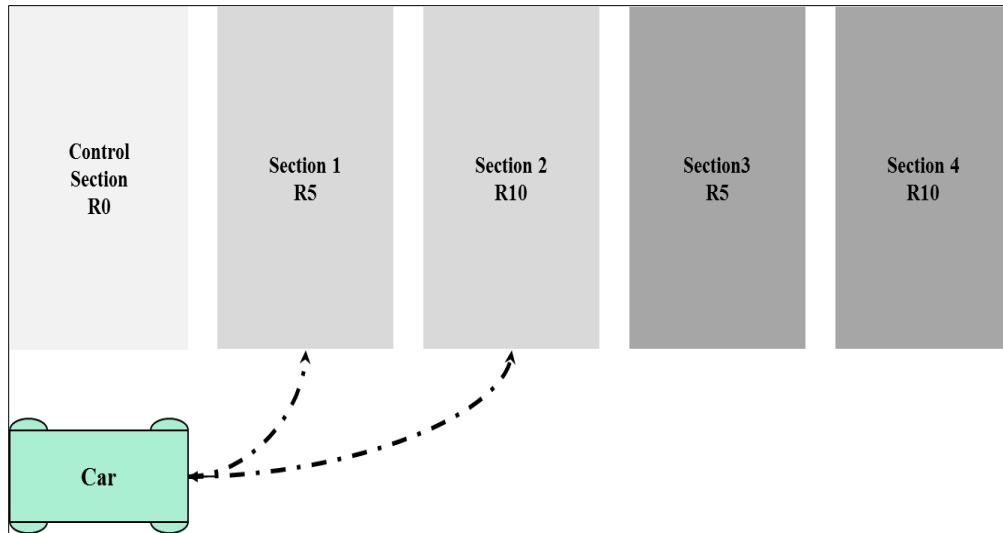 Control
Section
R0
Section 1
R5
Section 2
R10
Section3
R5
Section 4
R10
Car